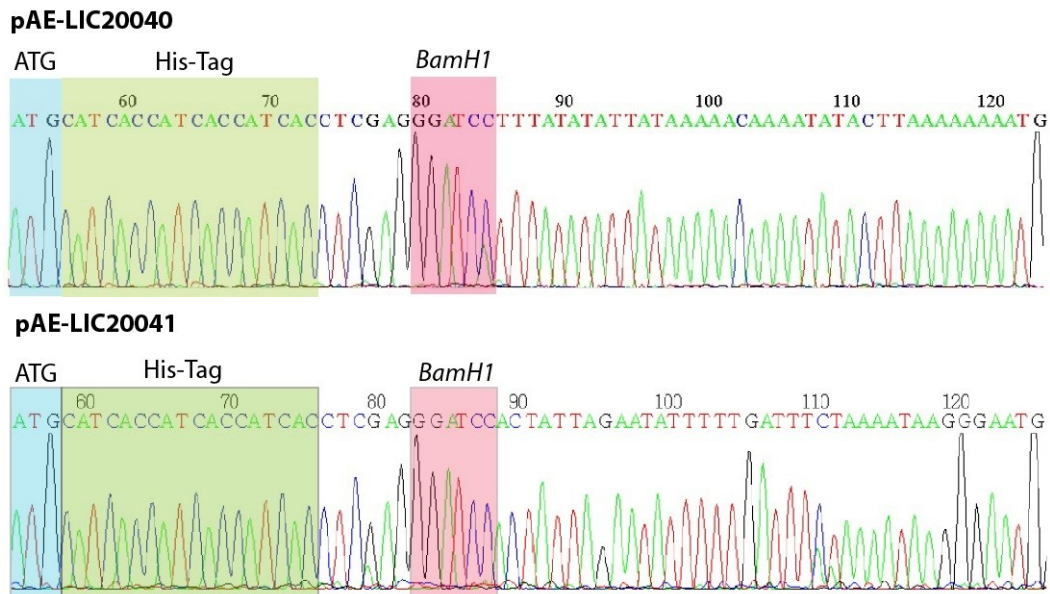 pAE-LIC20040
ATG His-Tag BamH1
60 70 80 90 100 110 120
ATGCATCACCATCACCATCACCTCGAGGGATCCTTTATATATTATAAAAACAAAATATACTTAAAAAAAATG
pAE-LIC20041
ATG His-Tag BamH1
60 70 80 90 100 110 120
ATGCATCACCATCACCATCACCTCGAGGGATCCACTATTAGAATATTTTTGATTTCTAAAATAAGGGAATG